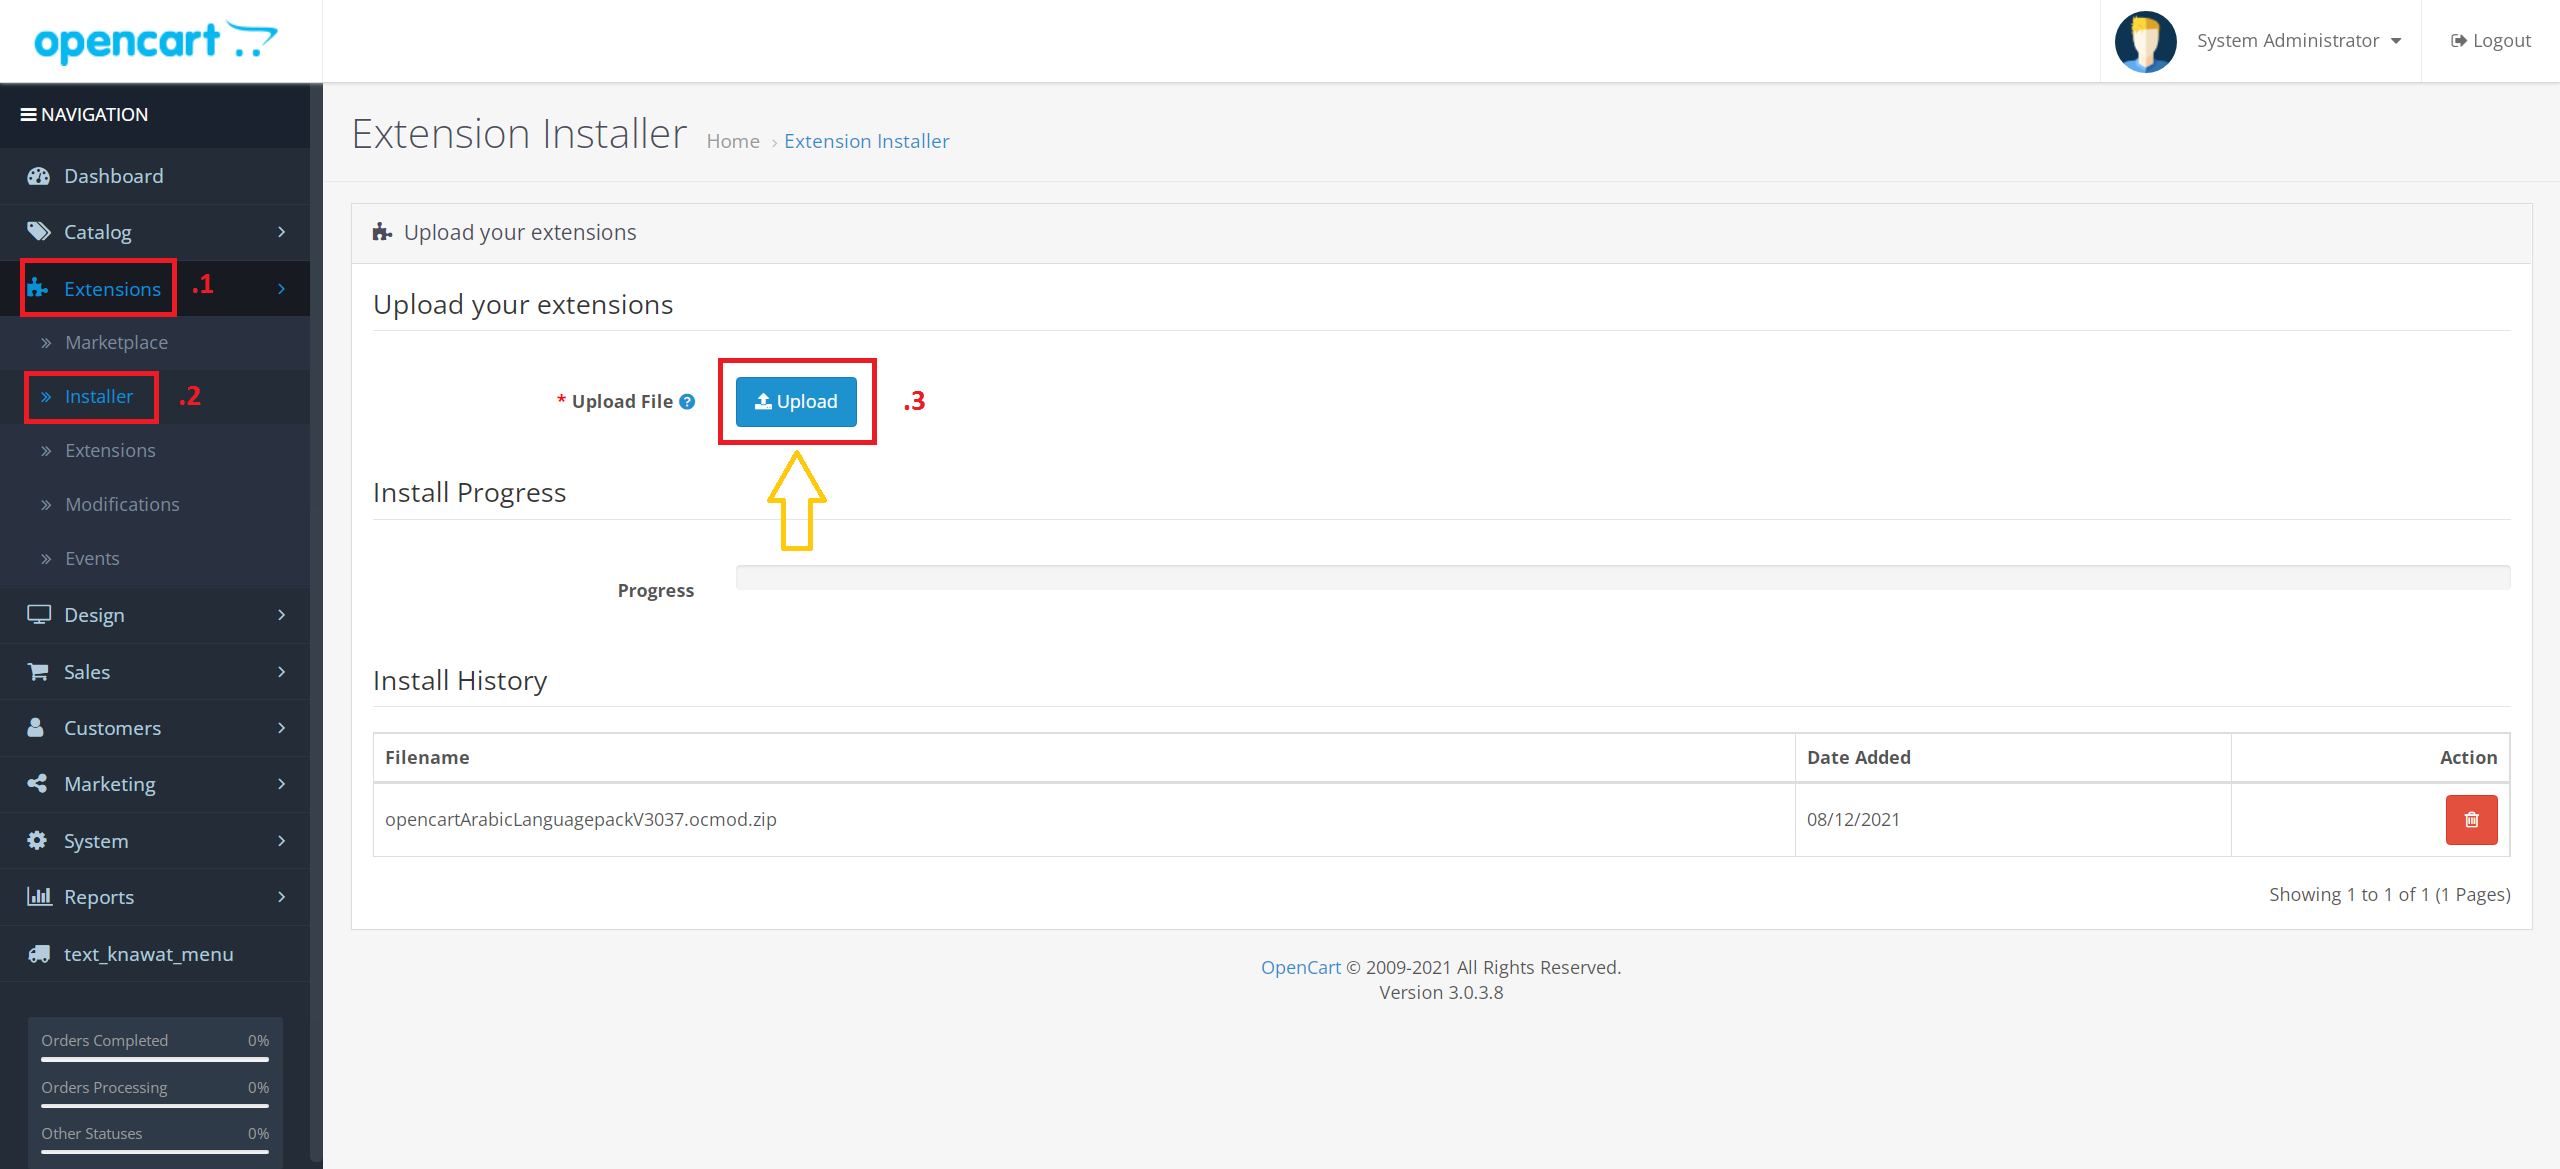 opencart
System Administrator
Logout
NAVIGATION
Dashboard
Catalog
Extensions .1
Marketplace
Installer .2
Extensions
Modifications
Events
Design
Sales
Customers
Marketing
System
Reports
text_knawat_menu
Orders Completed 0%
Orders Processing 0%
Other Statuses 0%
Extension Installer Home › Extension Installer
Upload your extensions
Upload your extensions
* Upload File ? Upload .3
Install Progress
Progress
Install History
Filename Date Added Action
opencartArabicLanguagepackV3037.ocmod.zip 08/12/2021
Showing 1 to 1 of 1 (1 Pages)
OpenCart © 2009-2021 All Rights Reserved.
Version 3.0.3.8